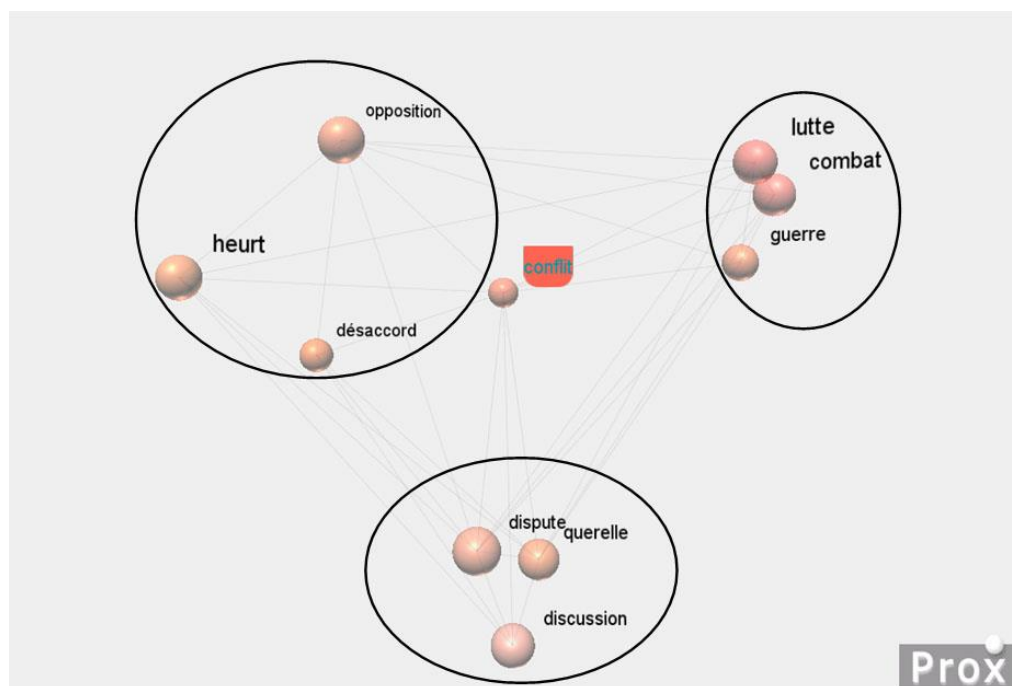 opposition
heurt
désaccord
conflit
lutte
combat
guerre
dispute
querelle
discussion
Prox